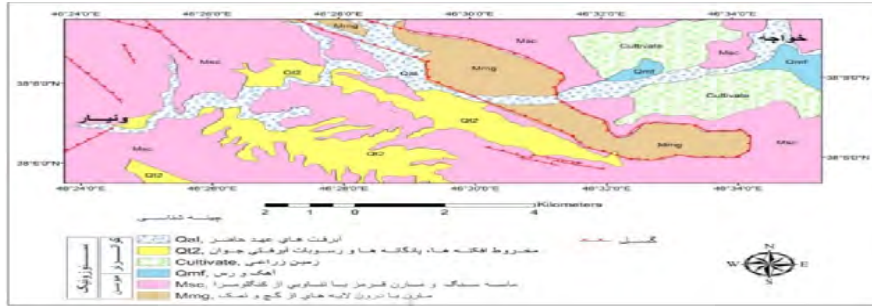 46°24'0"E 46°26'0"E 46°28'0"E 46°30'0"E 46°32'0"E 46°34'0"E
38°8'0"N 38°8'0"N
38°6'0"N 38°6'0"N
Mmg Msc Cultivate Msc خواجه
Msc Qt2 Qal Mmg Qmf Qmf
ونیار Cultivate
Qt2
Msc Qt2 Mmg Msc
Qt2
46°24'0"E 46°26'0"E 46°28'0"E 46°30'0"E 46°32'0"E 46°34'0"E
2 1 0 2 4
Kilometers
چینه شناسی
Qal, آبرفت های عهد حاضر
Qt2, مخروط افکنه ها، پادگانه ها و رسوبات آبرفتی جوان
Cultivate, زمین زراعی
Qmf, آهک و رس
Msc, ماسه سنگ و مارن قرمز با تناوبی از کنگلومرا
Mmg, مارن با درون لایه های از گچ و نمک
گسل
N
W E
S